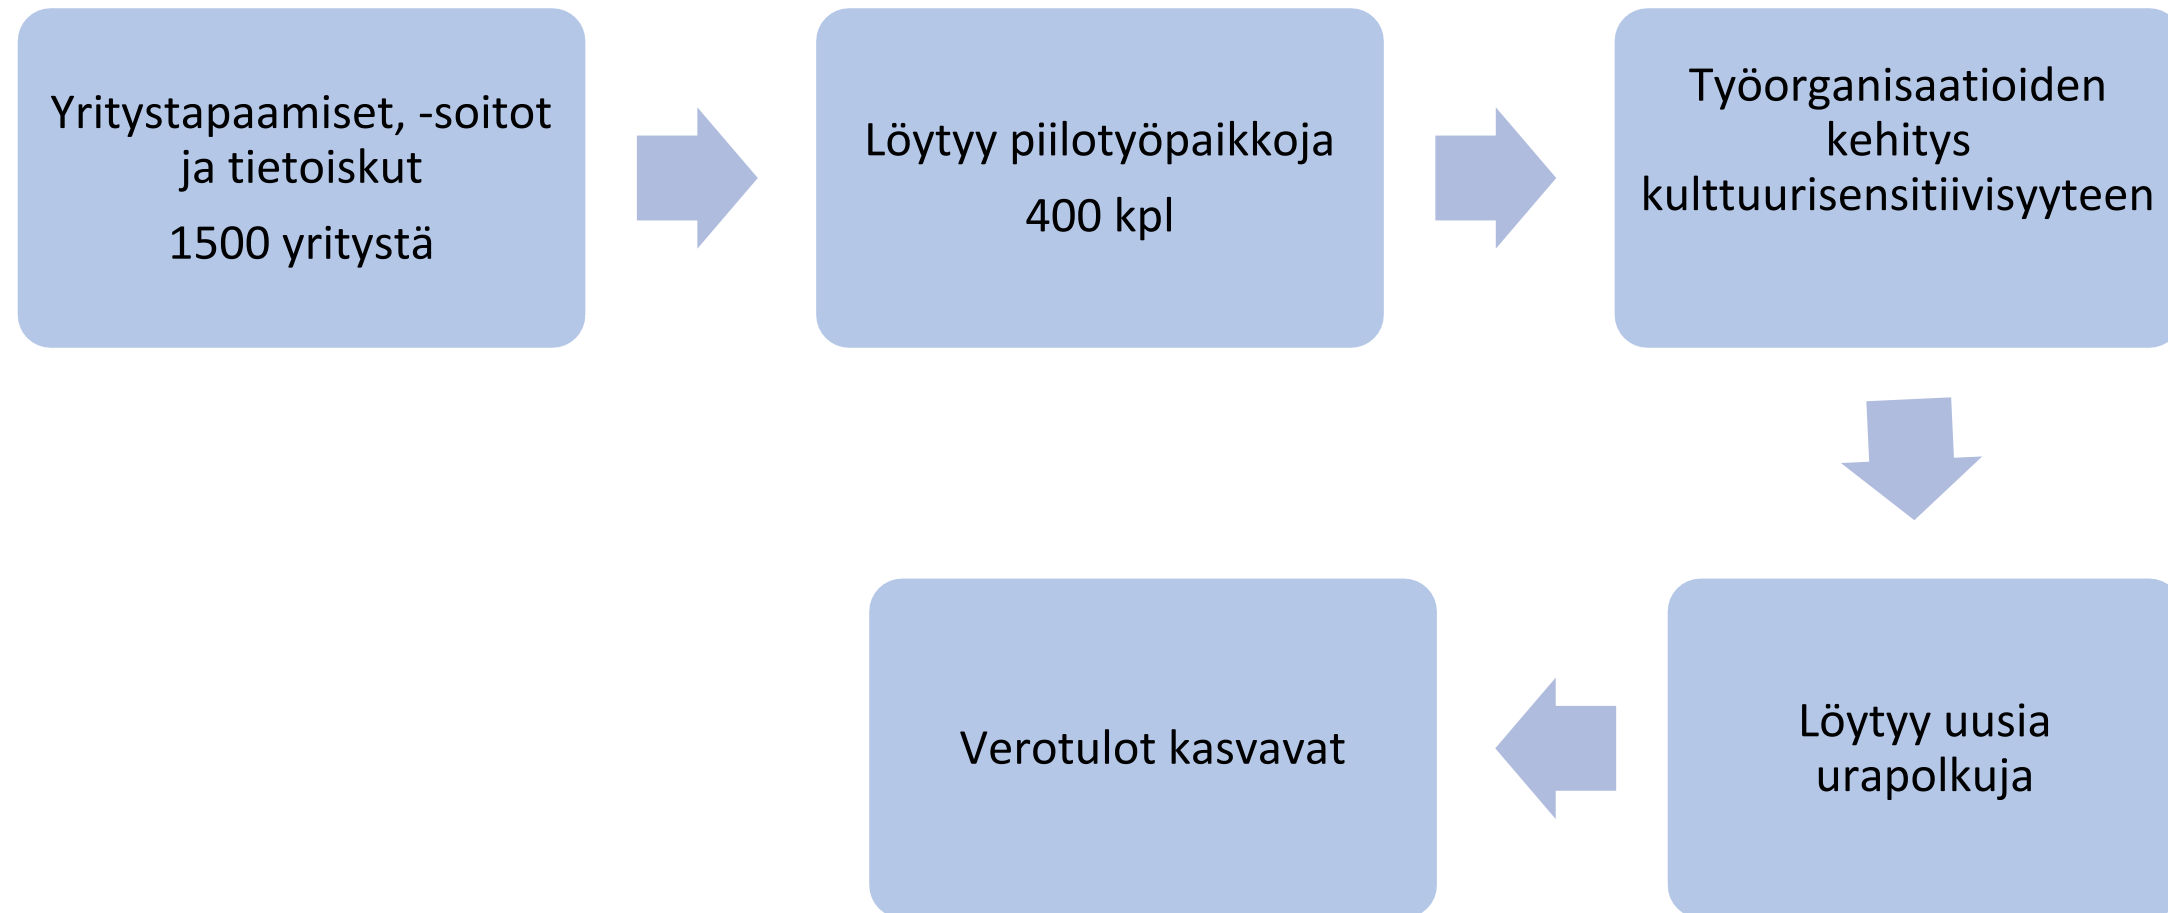 Yritystapaamiset, -soitot
ja tietoiskut
1500 yritystä
Löytyy piilotyöpaikkoja
400 kpl
Työorganisaatioiden
kehitys
kulttuurisensitiivisyyteen
Löytyy uusia
urapolkuja
Verotulot kasvavat